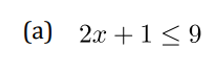 (a) 2x + 1 ≤ 9